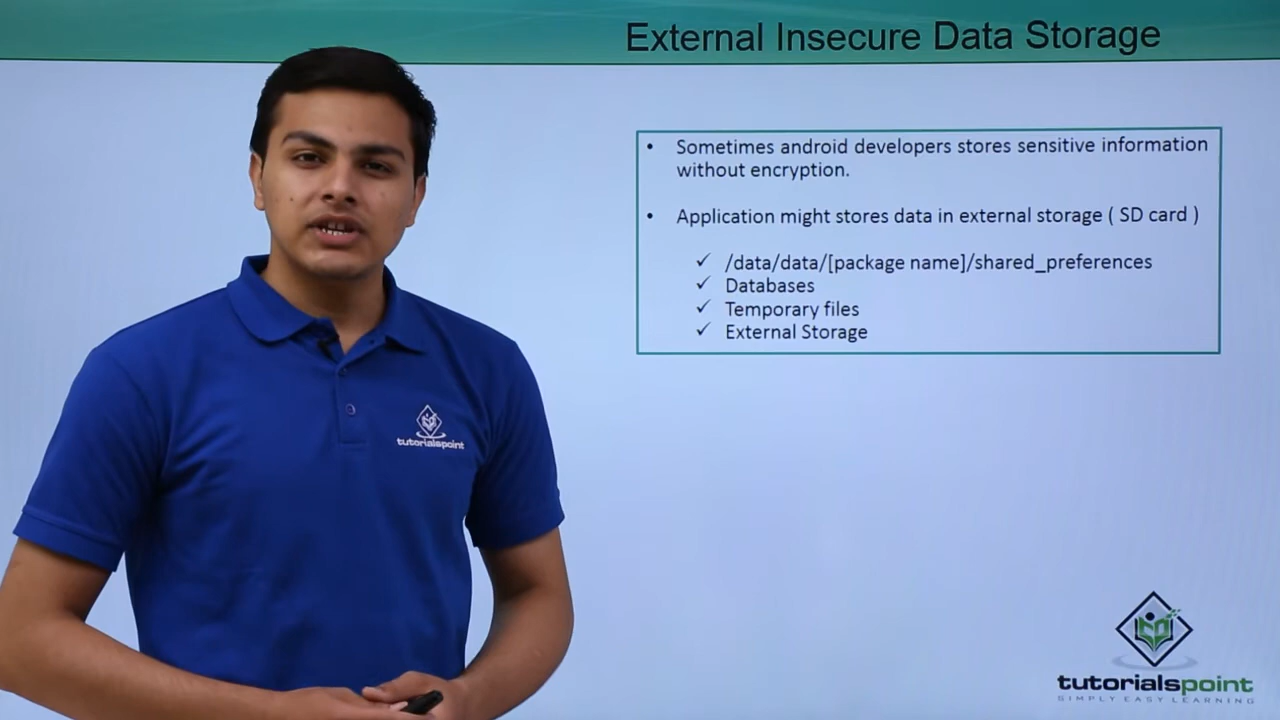 External Insecure Data Storage
• Sometimes android developers stores sensitive information
without encryption.
• Application might stores data in external storage ( SD card )
✓ /data/data/[package name]/shared_preferences
✓ Databases
✓ Temporary files
✓ External Storage
tutorialspoint
tutorialspoint
SIMPLY EASY LEARNING